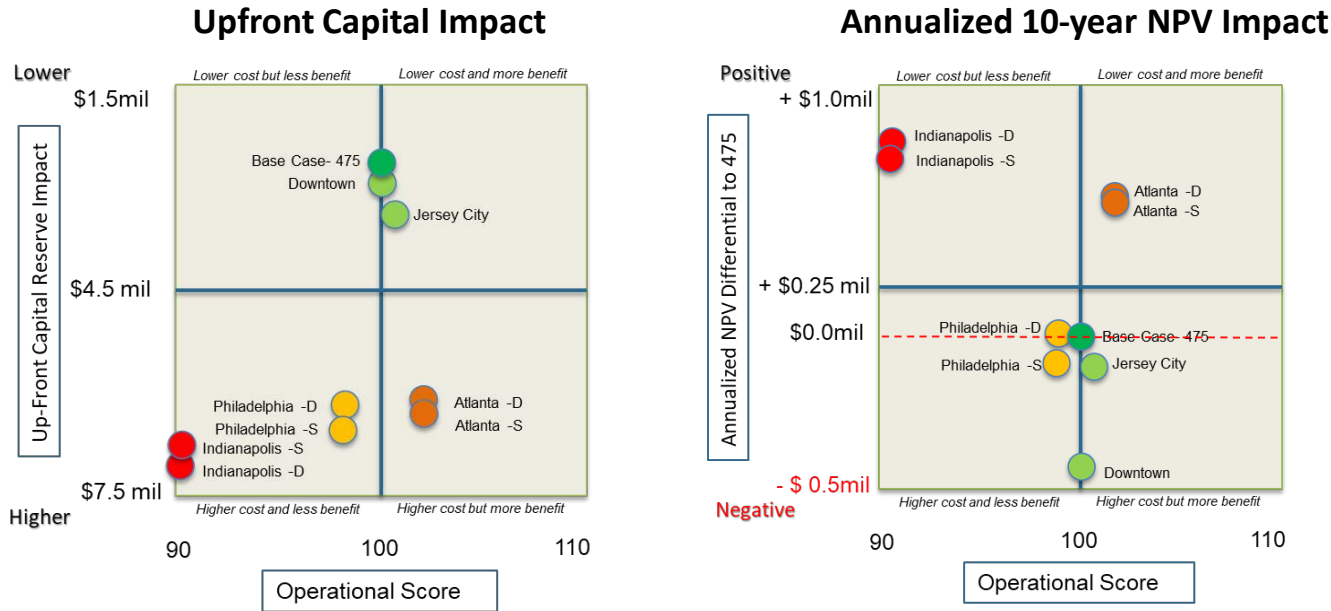 Upfront Capital Impact
Lower
Lower cost but less benefit
Lower cost and more benefit
$1.5mil
Up-Front Capital Reserve Impact
Base Case- 475
Downtown
Jersey City
$4.5 mil
Philadelphia -D
Philadelphia -S
Indianapolis -S
Indianapolis -D
Atlanta -D
Atlanta -S
$7.5 mil
Higher
Higher cost and less benefit
Higher cost but more benefit
90
100
110
Operational Score
Annualized 10-year NPV Impact
Positive
Lower cost but less benefit
Lower cost and more benefit
+ $1.0mil
Annualized NPV Differential to 475
Indianapolis -D
Indianapolis -S
Atlanta -D
Atlanta -S
+ $0.25 mil
$0.0mil
Philadelphia -D
Base Case- 475
Philadelphia -S
Jersey City
Downtown
- $ 0.5mil
Negative
Higher cost and less benefit
Higher cost but more benefit
90
100
110
Operational Score